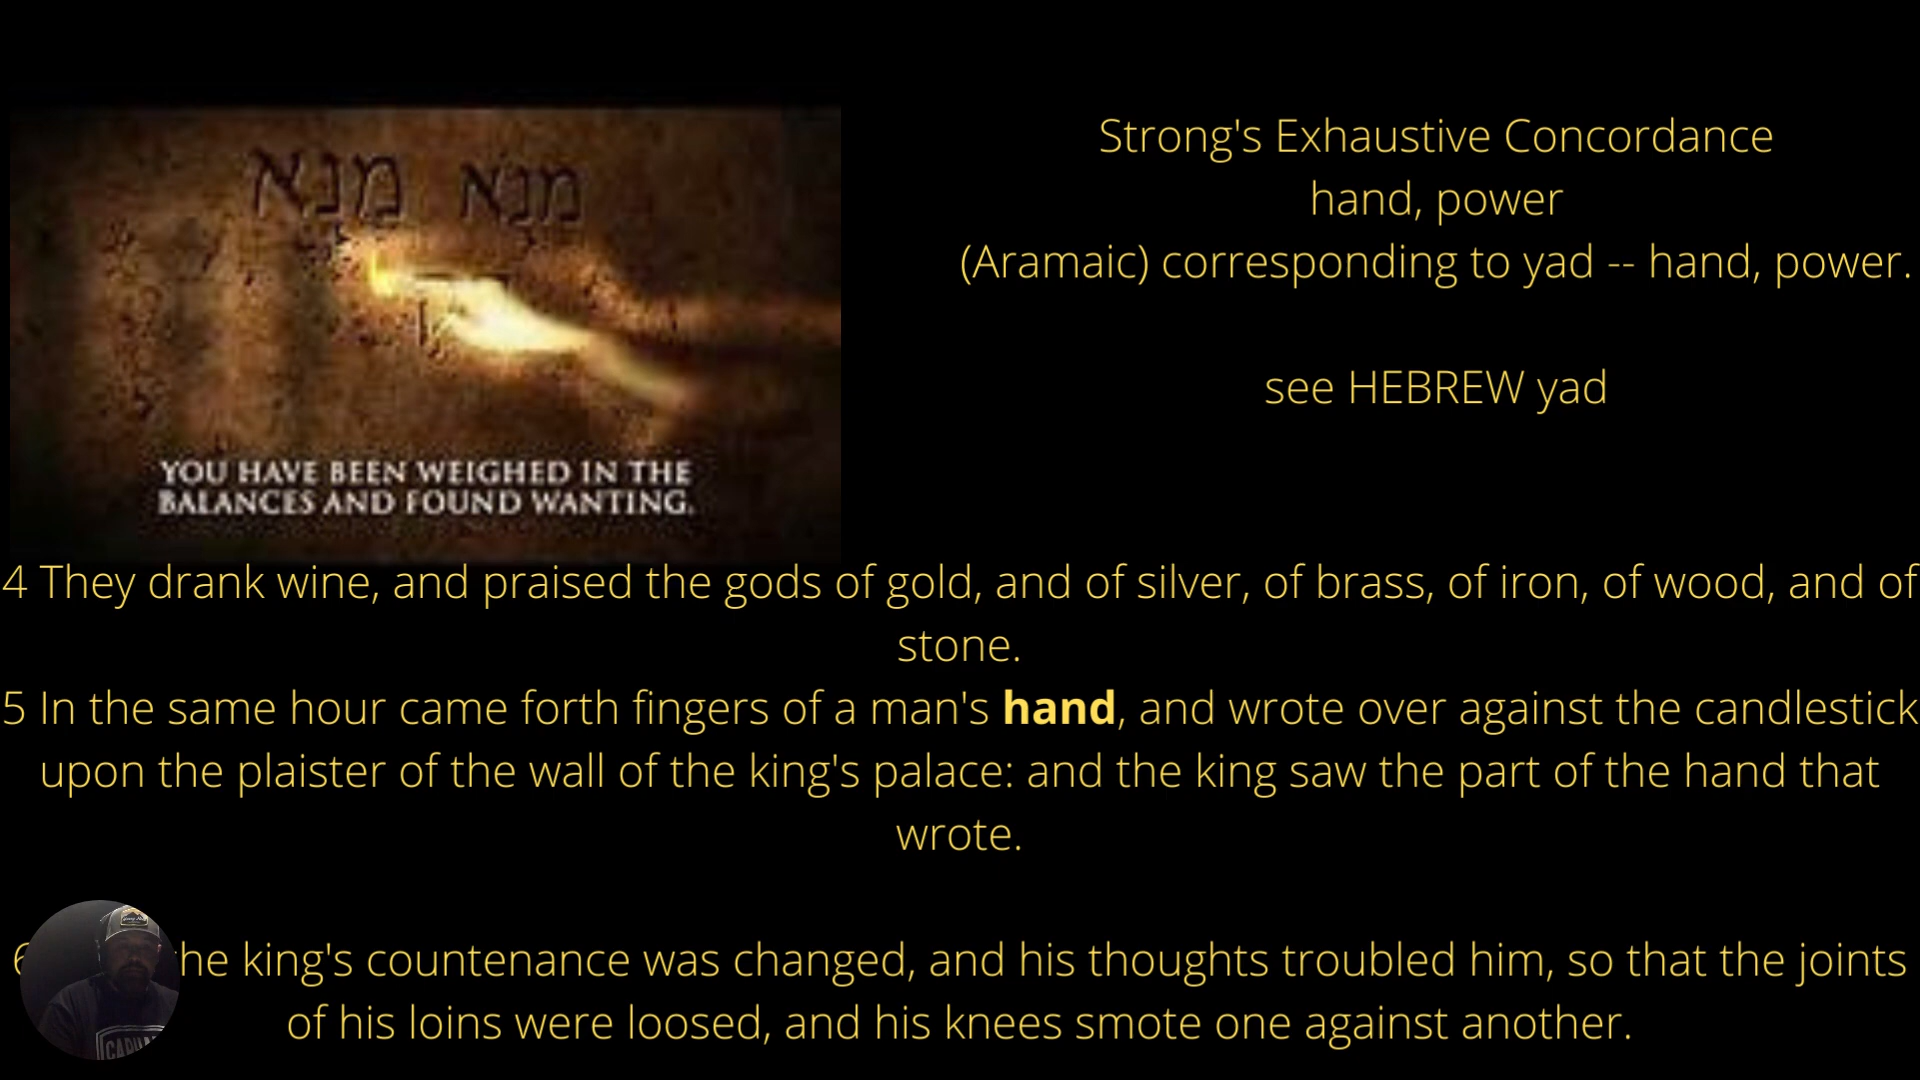 מנא מנא
YOU HAVE BEEN WEIGHED IN THE
BALANCES AND FOUND WANTING.
Strong's Exhaustive Concordance
hand, power
(Aramaic) corresponding to yad -- hand, power.
see HEBREW yad
4 They drank wine, and praised the gods of gold, and of silver, of brass, of iron, of wood, and of
stone.
5 In the same hour came forth fingers of a man's hand, and wrote over against the candlestick
upon the plaister of the wall of the king's palace: and the king saw the part of the hand that
wrote.
6 the king's countenance was changed, and his thoughts troubled him, so that the joints
of his loins were loosed, and his knees smote one against another.